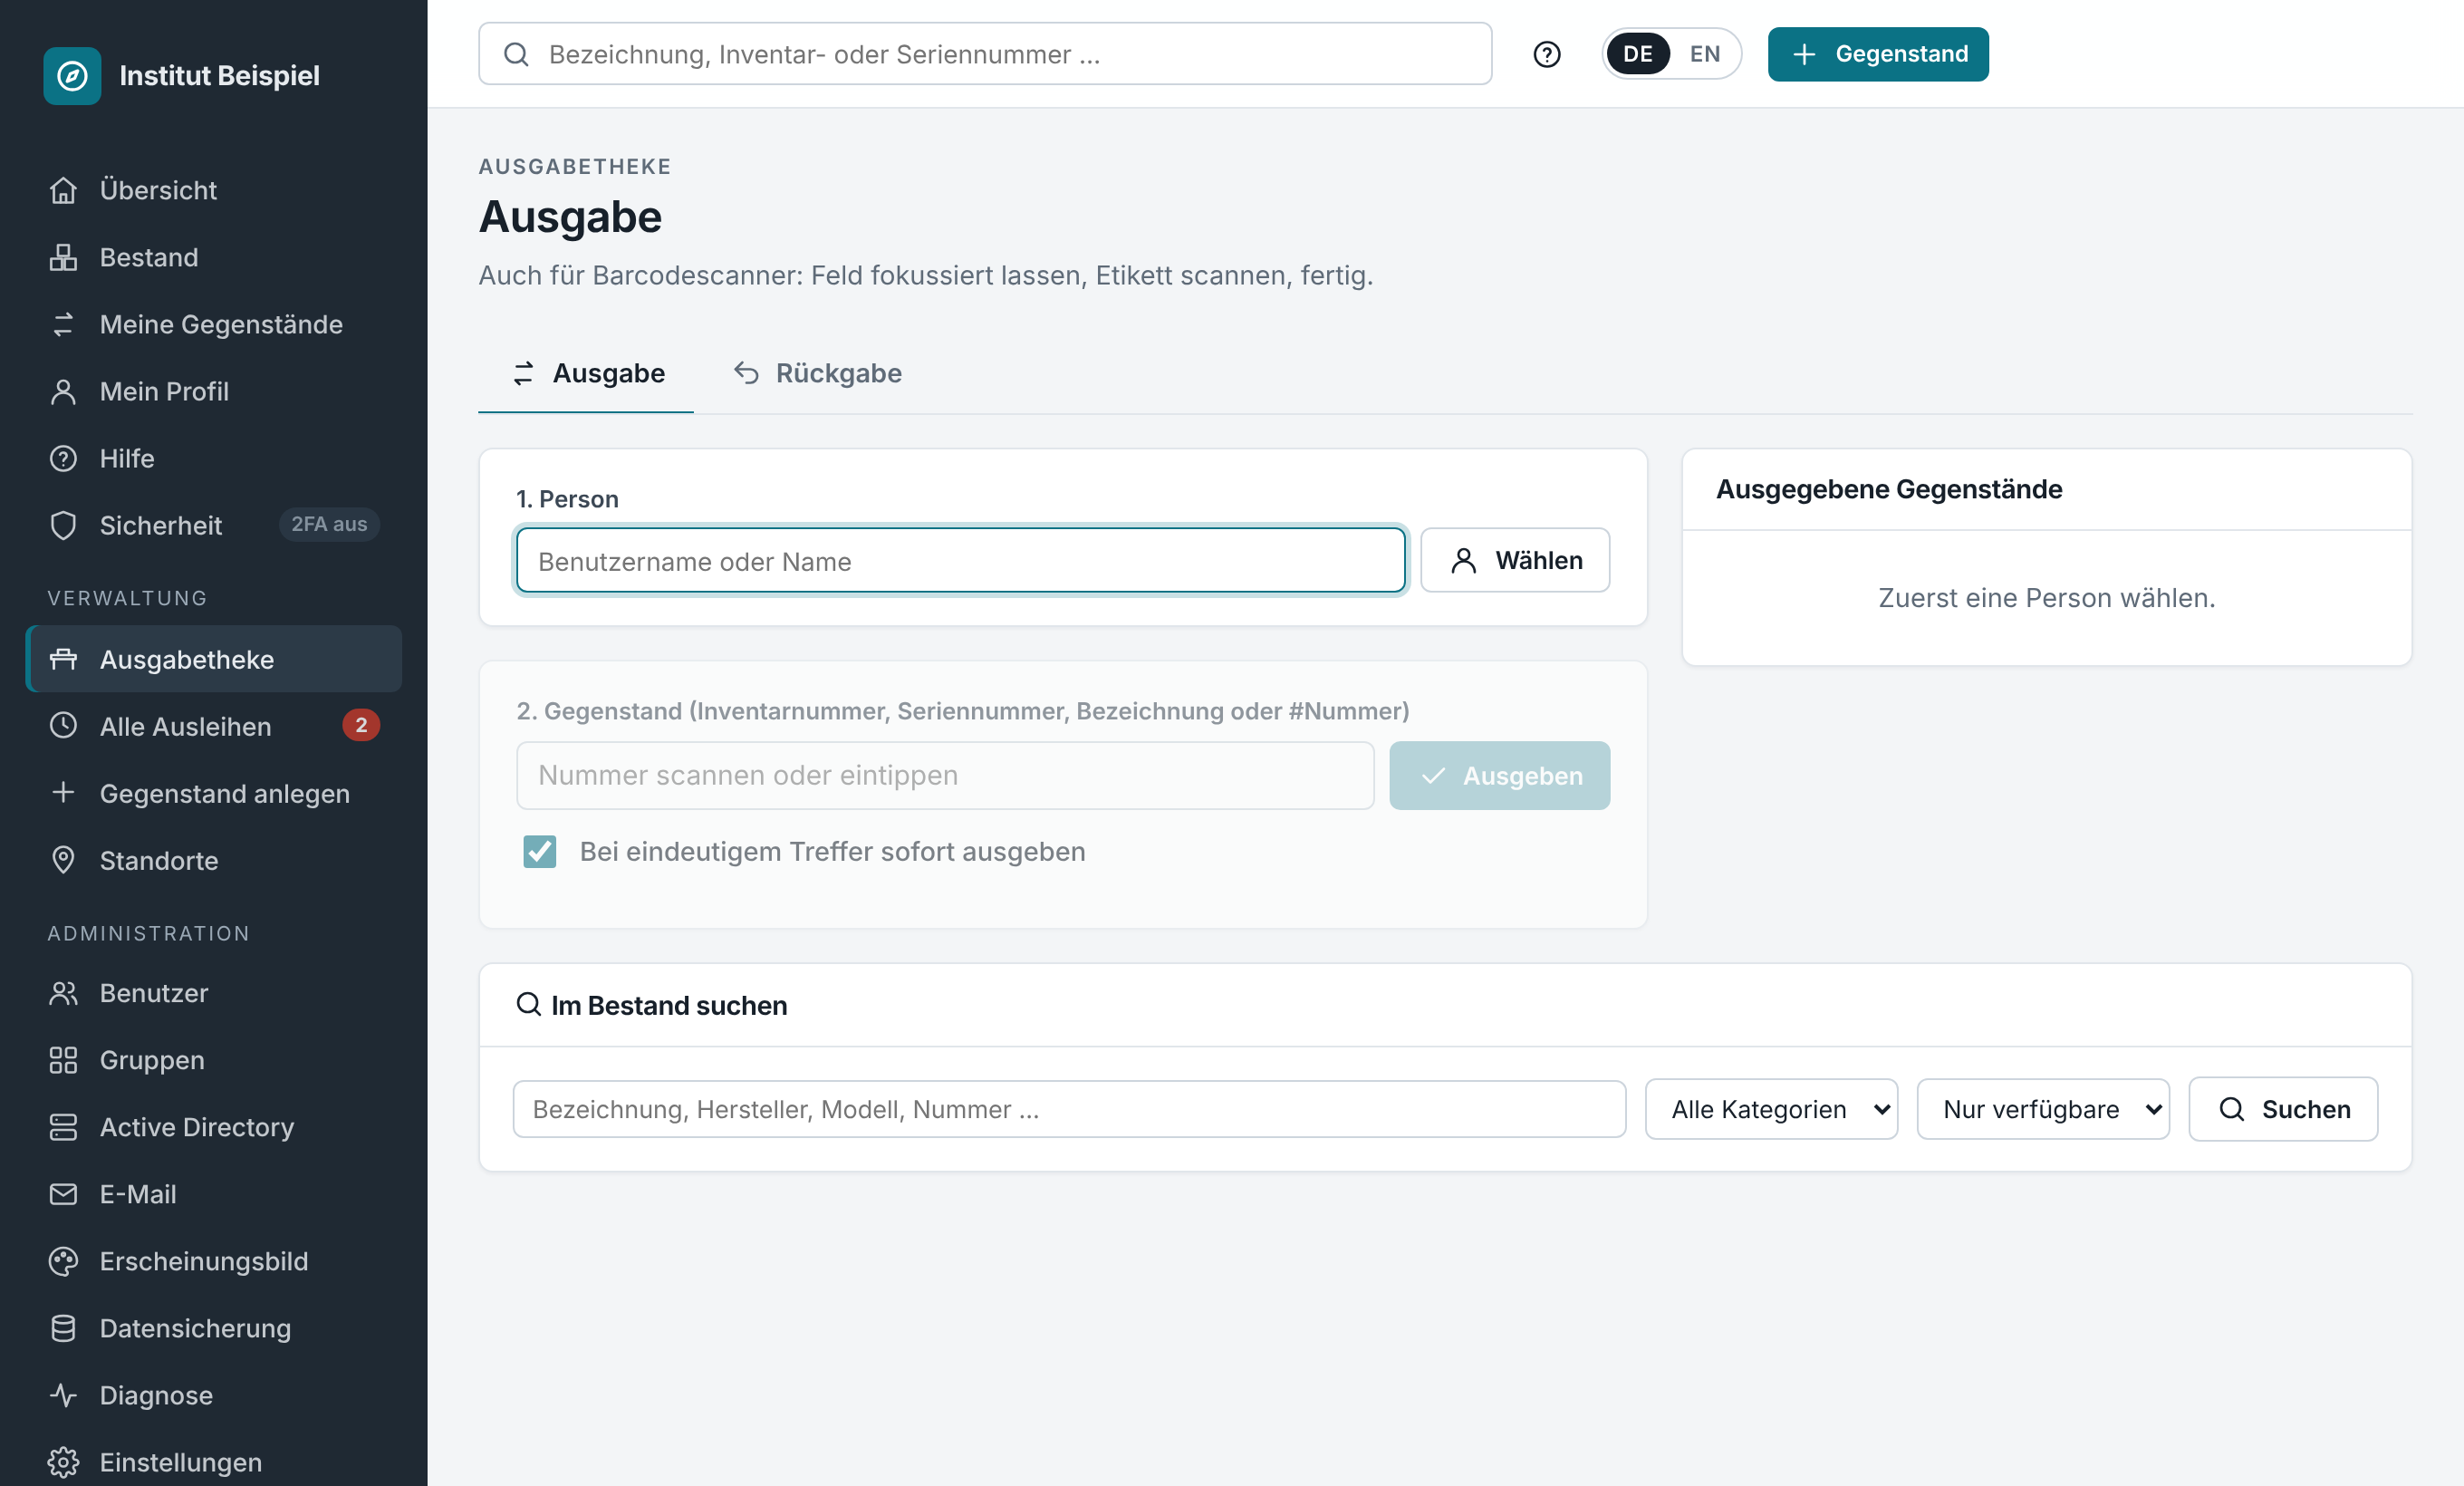 Institut Beispiel
Übersicht
Bestand
Meine Gegenstände
Mein Profil
Hilfe
Sicherheit 2FA aus
VERWALTUNG
Ausgabetheke
Alle Ausleihen 2
Gegenstand anlegen
Standorte
ADMINISTRATION
Benutzer
Gruppen
Active Directory
E-Mail
Erscheinungsbild
Datensicherung
Diagnose
Einstellungen
Bezeichnung, Inventar- oder Seriennummer ...
DE EN
Gegenstand
AUSGABETHEKE
Ausgabe
Auch für Barcodescanner: Feld fokussiert lassen, Etikett scannen, fertig.
Ausgabe Rückgabe
1. Person
Benutzername oder Name
Wählen
2. Gegenstand (Inventarnummer, Seriennummer, Bezeichnung oder #Nummer)
Nummer scannen oder eintippen
Ausgeben
Bei eindeutigem Treffer sofort ausgeben
Ausgegebene Gegenstände
Zuerst eine Person wählen.
Im Bestand suchen
Bezeichnung, Hersteller, Modell, Nummer ...
Alle Kategorien
Nur verfügbare
Suchen